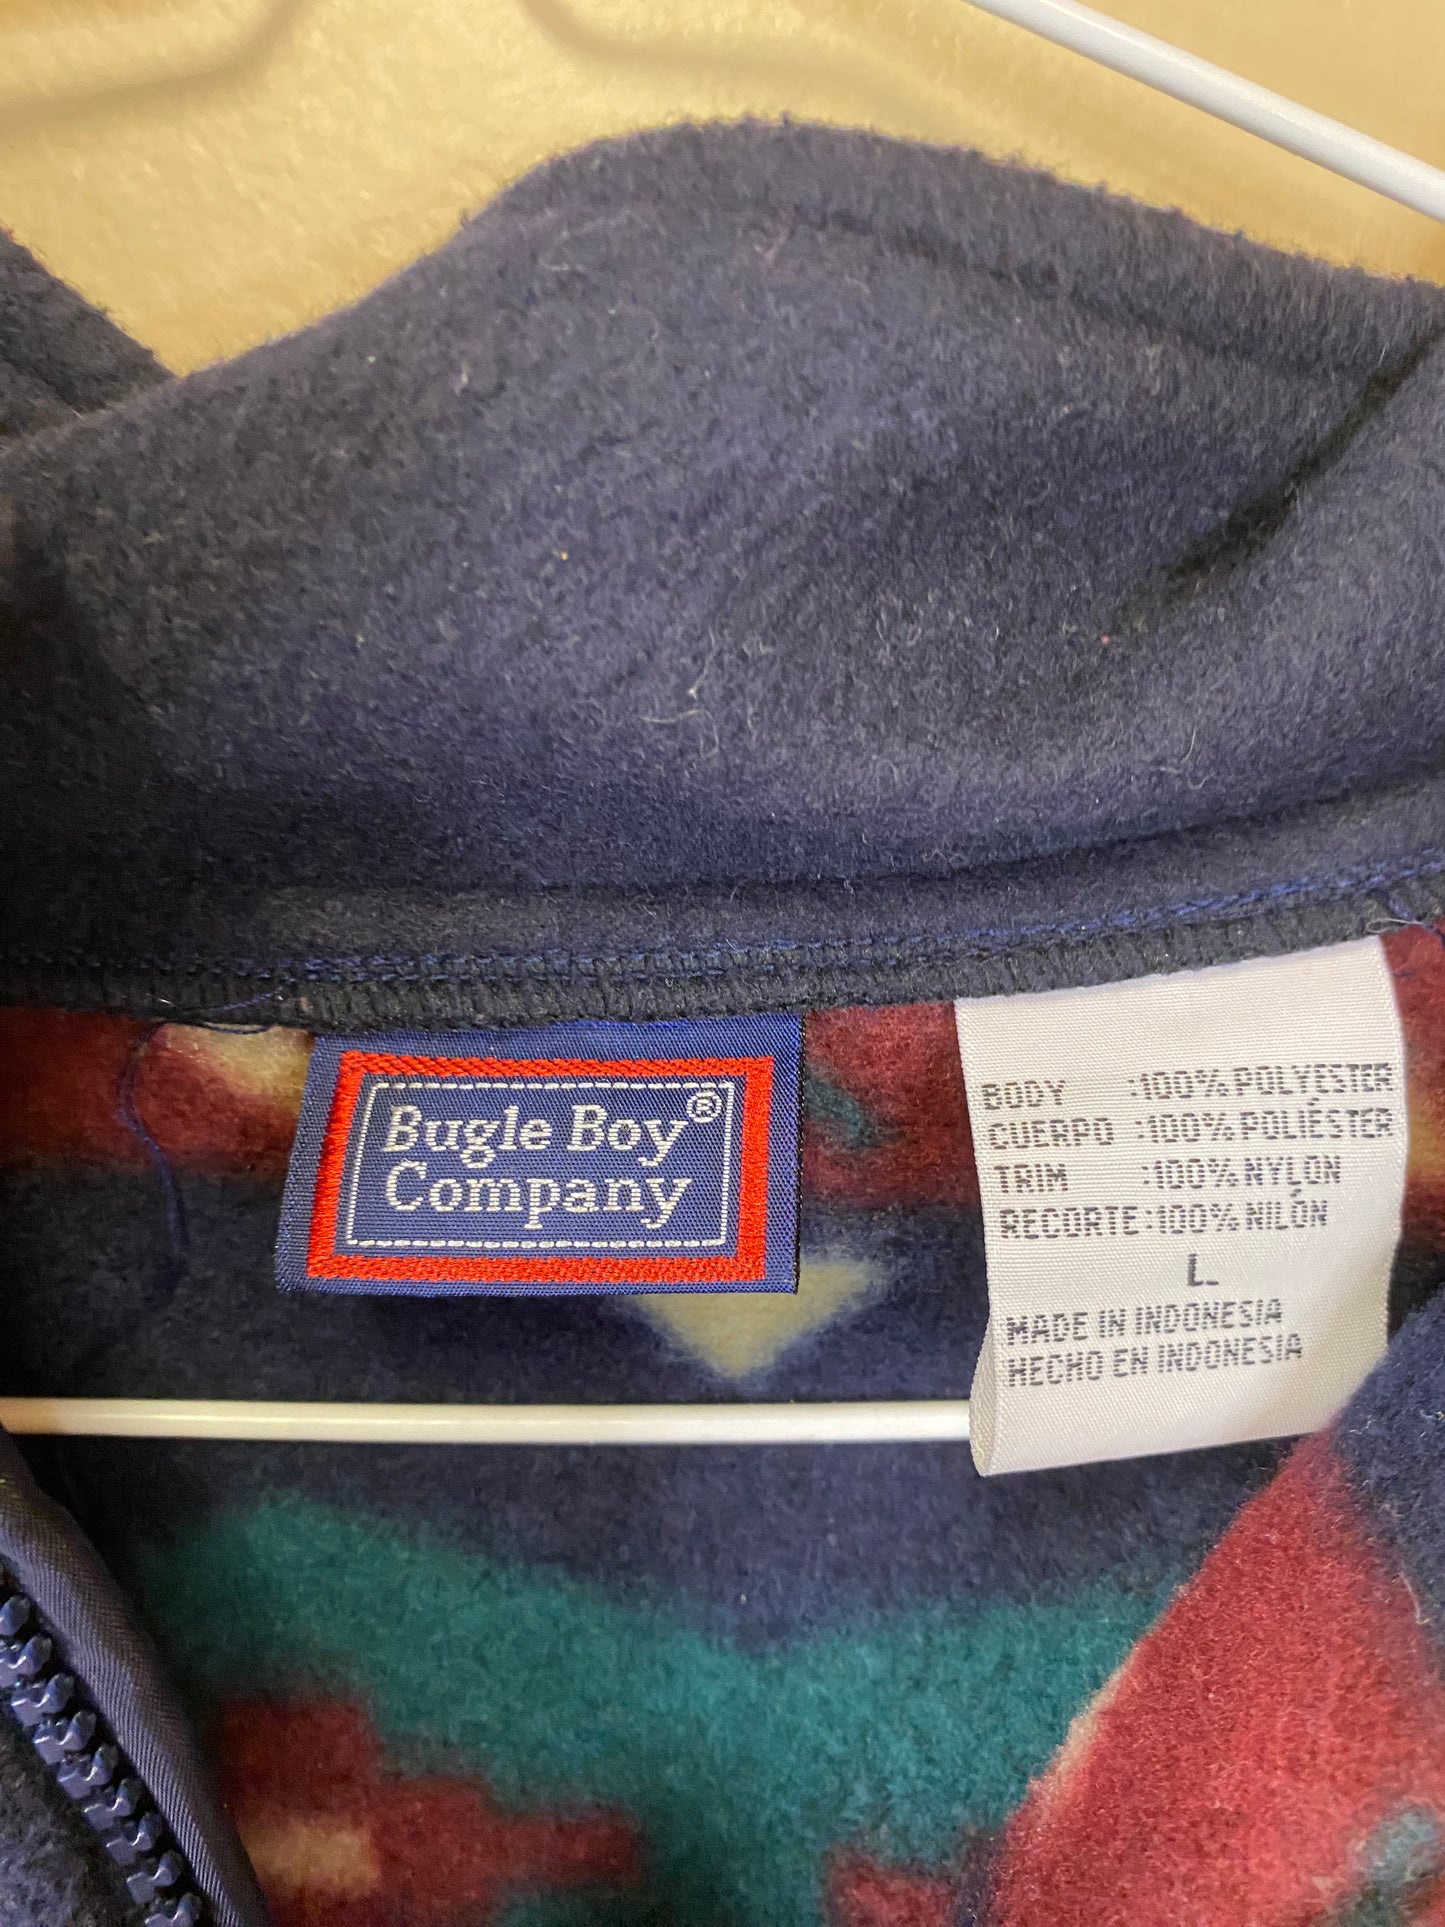 Bugle Boy®
Company
BODY :100% POLYESTER
CUERPO :100% POLIÉSTER
TRIM :100% NYLON
RECORTE :100% NILÓN
L
MADE IN INDONESIA
HECHO EN INDONESIA